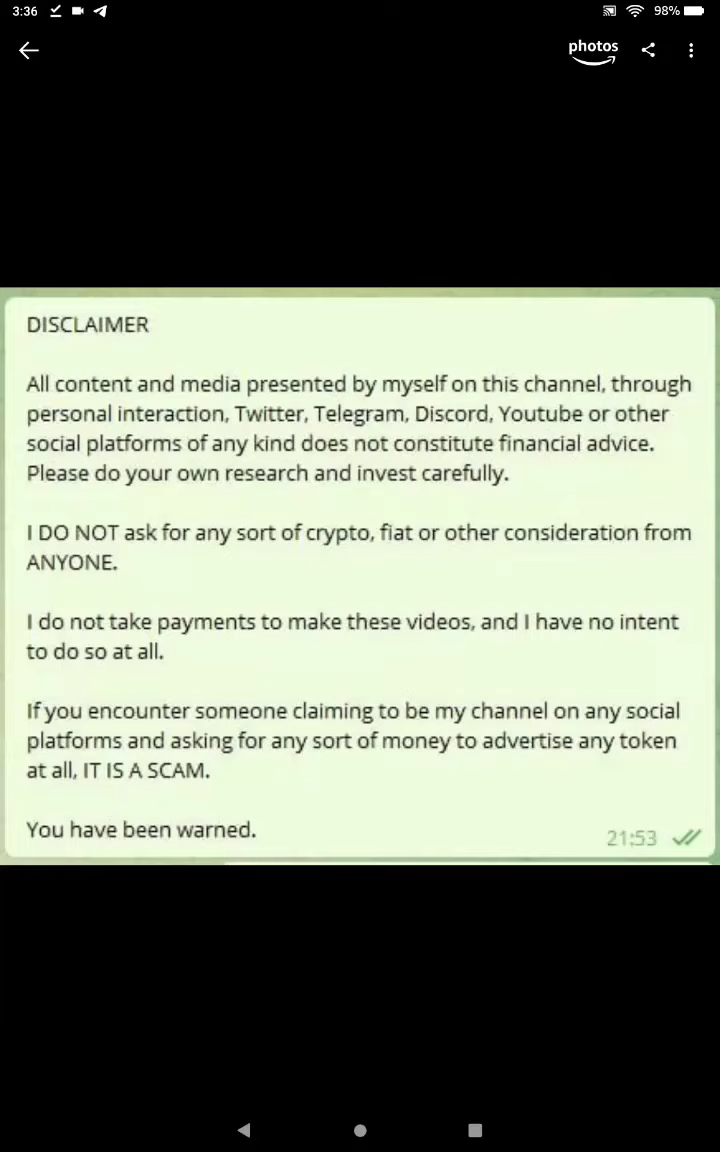 3:36
98%
photos
DISCLAIMER
All content and media presented by myself on this channel, through
personal interaction, Twitter, Telegram, Discord, Youtube or other
social platforms of any kind does not constitute financial advice.
Please do your own research and invest carefully.
I DO NOT ask for any sort of crypto, fiat or other consideration from
ANYONE.
I do not take payments to make these videos, and I have no intent
to do so at all.
If you encounter someone claiming to be my channel on any social
platforms and asking for any sort of money to advertise any token
at all, IT IS A SCAM.
You have been warned.
21:53